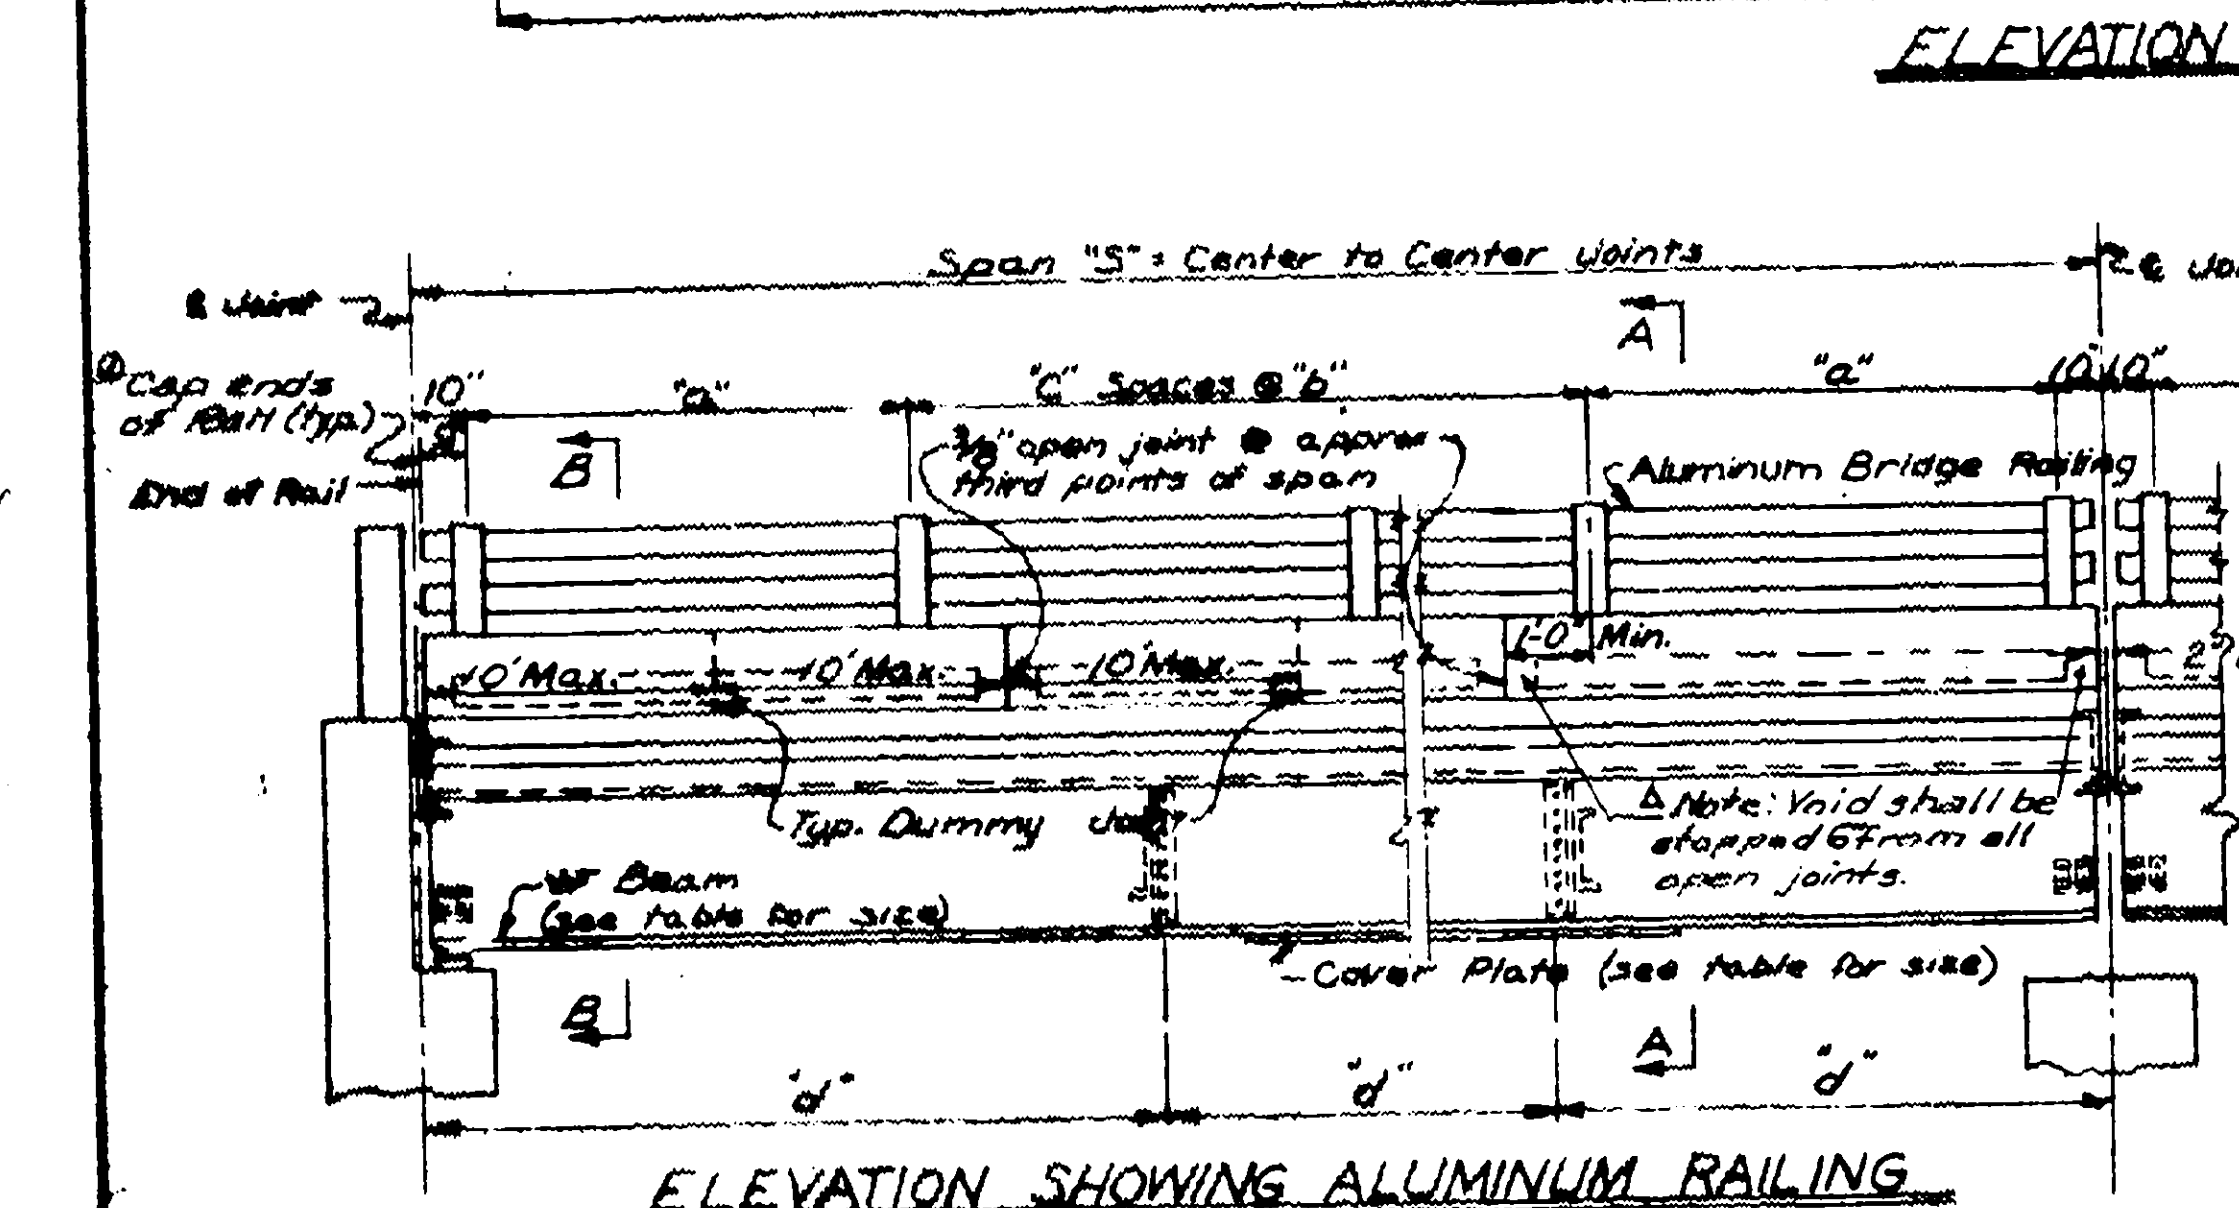 ELEVATION
Span "S" = Center to Center Joints
℄ Joint
℄ Joi
A
② Cap ends
of Rail (typ.)
10"
"a"
"C" Spaces @ "b"
"a"
10" 10"
B
3/8" open joint @ approx
third points of span
End of Rail
Aluminum Bridge Railing
1'-0" Min.
10' Max.
10' Max.
10' Max.
Typ. Dummy Joint
Note: Void shall be
stopped 6" from all
open joints.
WF Beam
(see table for size)
Cover Plate (see table for size)
B
A
"d"
"d"
"d"
ELEVATION SHOWING ALUMINUM RAILING